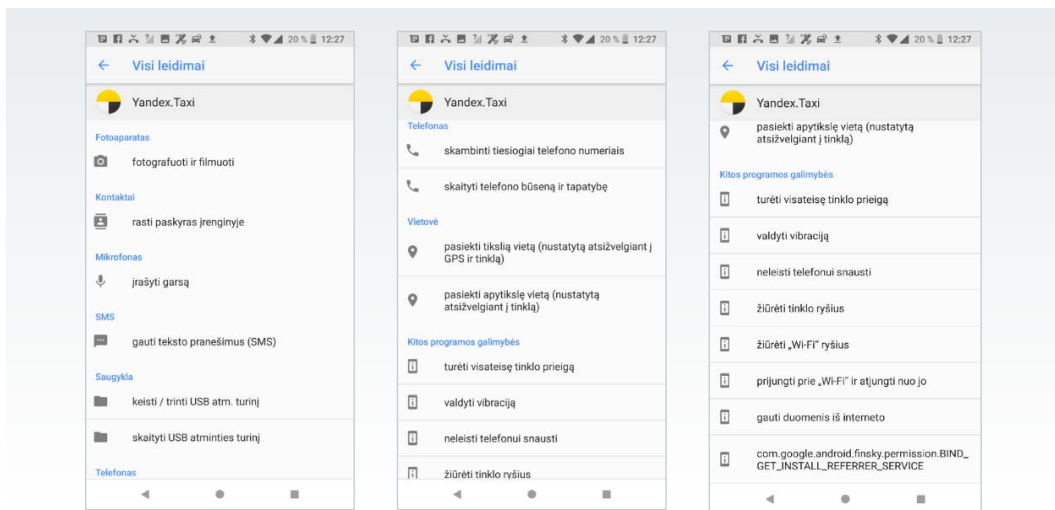 20 % 12:27
Visi leidimai
Yandex.Taxi
Fotoaparatas
fotografuoti ir filmuoti
Kontaktai
rasti paskyras įrenginyje
Mikrofonas
įrašyti garsą
SMS
gauti teksto pranešimus (SMS)
Saugykla
keisti / trinti USB atm. turinį
skaityti USB atminties turinį
Telefonas
20 % 12:27
Visi leidimai
Yandex.Taxi
Telefonas
skambinti tiesiogiai telefono numeriais
skaityti telefono būseną ir tapatybę
Vietovė
pasiekti tikslią vietą (nustatytą atsižvelgiant į
GPS ir tinklą)
pasiekti apytikslę vietą (nustatytą
atsižvelgiant į tinklą)
Kitos programos galimybės
turėti visateisę tinklo prieigą
valdyti vibraciją
neleisti telefonui snausti
žiūrėti tinklo ryšius
20 % 12:27
Visi leidimai
Yandex.Taxi
pasiekti apytikslę vietą (nustatytą
atsižvelgiant į tinklą)
Kitos programos galimybės
turėti visateisę tinklo prieigą
valdyti vibraciją
neleisti telefonui snausti
žiūrėti tinklo ryšius
žiūrėti „Wi-Fi“ ryšius
prijungti prie „Wi-Fi“ ir atjungti nuo jo
gauti duomenis iš interneto
com.google.android.finsky.permission.BIND_
GET_INSTALL_REFERRER_SERVICE